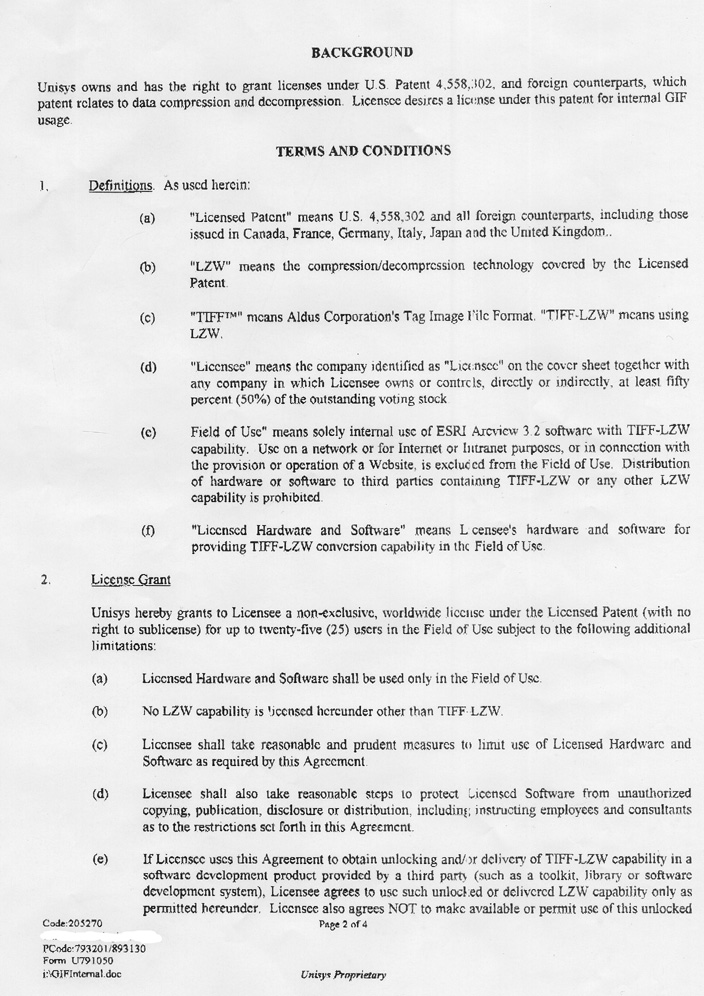 BACKGROUND
Unisys owns and has the right to grant licenses under U.S. Patent 4,558,302, and foreign counterparts, which
patent relates to data compression and decompression. Licensee desires a license under this patent for internal GIF
usage.
TERMS AND CONDITIONS
1. Definitions. As used herein:
(a) "Licensed Patent" means U.S. 4,558,302 and all foreign counterparts, including those
issued in Canada, France, Germany, Italy, Japan and the United Kingdom..
(b) "LZW" means the compression/decompression technology covered by the Licensed
Patent.
(c) "TIFF™" means Aldus Corporation's Tag Image File Format. "TIFF-LZW" means using
LZW.
(d) "Licensee" means the company identified as "Licensee" on the cover sheet together with
any company in which Licensee owns or controls, directly or indirectly, at least fifty
percent (50%) of the outstanding voting stock.
(e) Field of Use" means solely internal use of ESRI Arcview 3.2 software with TIFF-LZW
capability. Use on a network or for Internet or Intranet purposes, or in connection with
the provision or operation of a Website, is excluded from the Field of Use. Distribution
of hardware or software to third parties containing TIFF-LZW or any other LZW
capability is prohibited.
(f) "Licensed Hardware and Software" means Licensee's hardware and software for
providing TIFF-LZW conversion capability in the Field of Use.
2. License Grant
Unisys hereby grants to Licensee a non-exclusive, worldwide license under the Licensed Patent (with no
right to sublicense) for up to twenty-five (25) users in the Field of Use subject to the following additional
limitations:
(a) Licensed Hardware and Software shall be used only in the Field of Use.
(b) No LZW capability is licensed hereunder other than TIFF-LZW.
(c) Licensee shall take reasonable and prudent measures to limit use of Licensed Hardware and
Software as required by this Agreement.
(d) Licensee shall also take reasonable steps to protect Licensed Software from unauthorized
copying, publication, disclosure or distribution, including instructing employees and consultants
as to the restrictions set forth in this Agreement.
(e) If Licensee uses this Agreement to obtain unlocking and/or delivery of TIFF-LZW capability in a
software development product provided by a third party (such as a toolkit, library or software
development system), Licensee agrees to use such unlocked or delivered LZW capability only as
permitted hereunder. Licensee also agrees NOT to make available or permit use of this unlocked
Code:205270
Page 2 of 4
PCode:793201/893130
Form U791050
i:\GIFInternal.doc
Unisys Proprietary